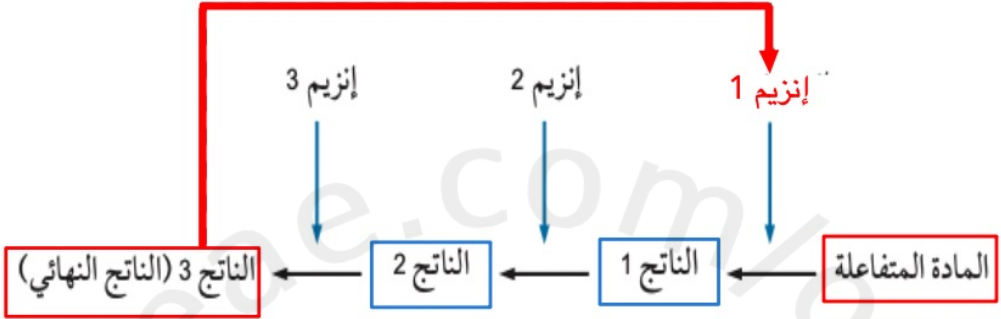 إنزيم 1
إنزيم 2
إنزيم 3
المادة المتفاعلة
الناتج 1
الناتج 2
الناتج 3 (الناتج النهائي)